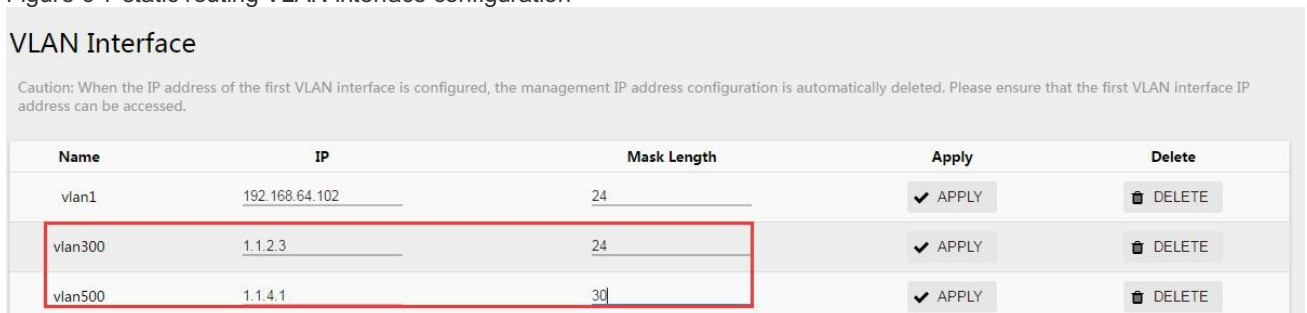 VLAN Interface
Caution: When the IP address of the first VLAN interface is configured, the management IP address configuration is automatically deleted. Please ensure that the first VLAN interface IP
address can be accessed.
Name IP Mask Length Apply Delete
vlan1 192.168.64.102 24 APPLY DELETE
vlan300 1.1.2.3 24 APPLY DELETE
vlan500 1.1.4.1 30 APPLY DELETE